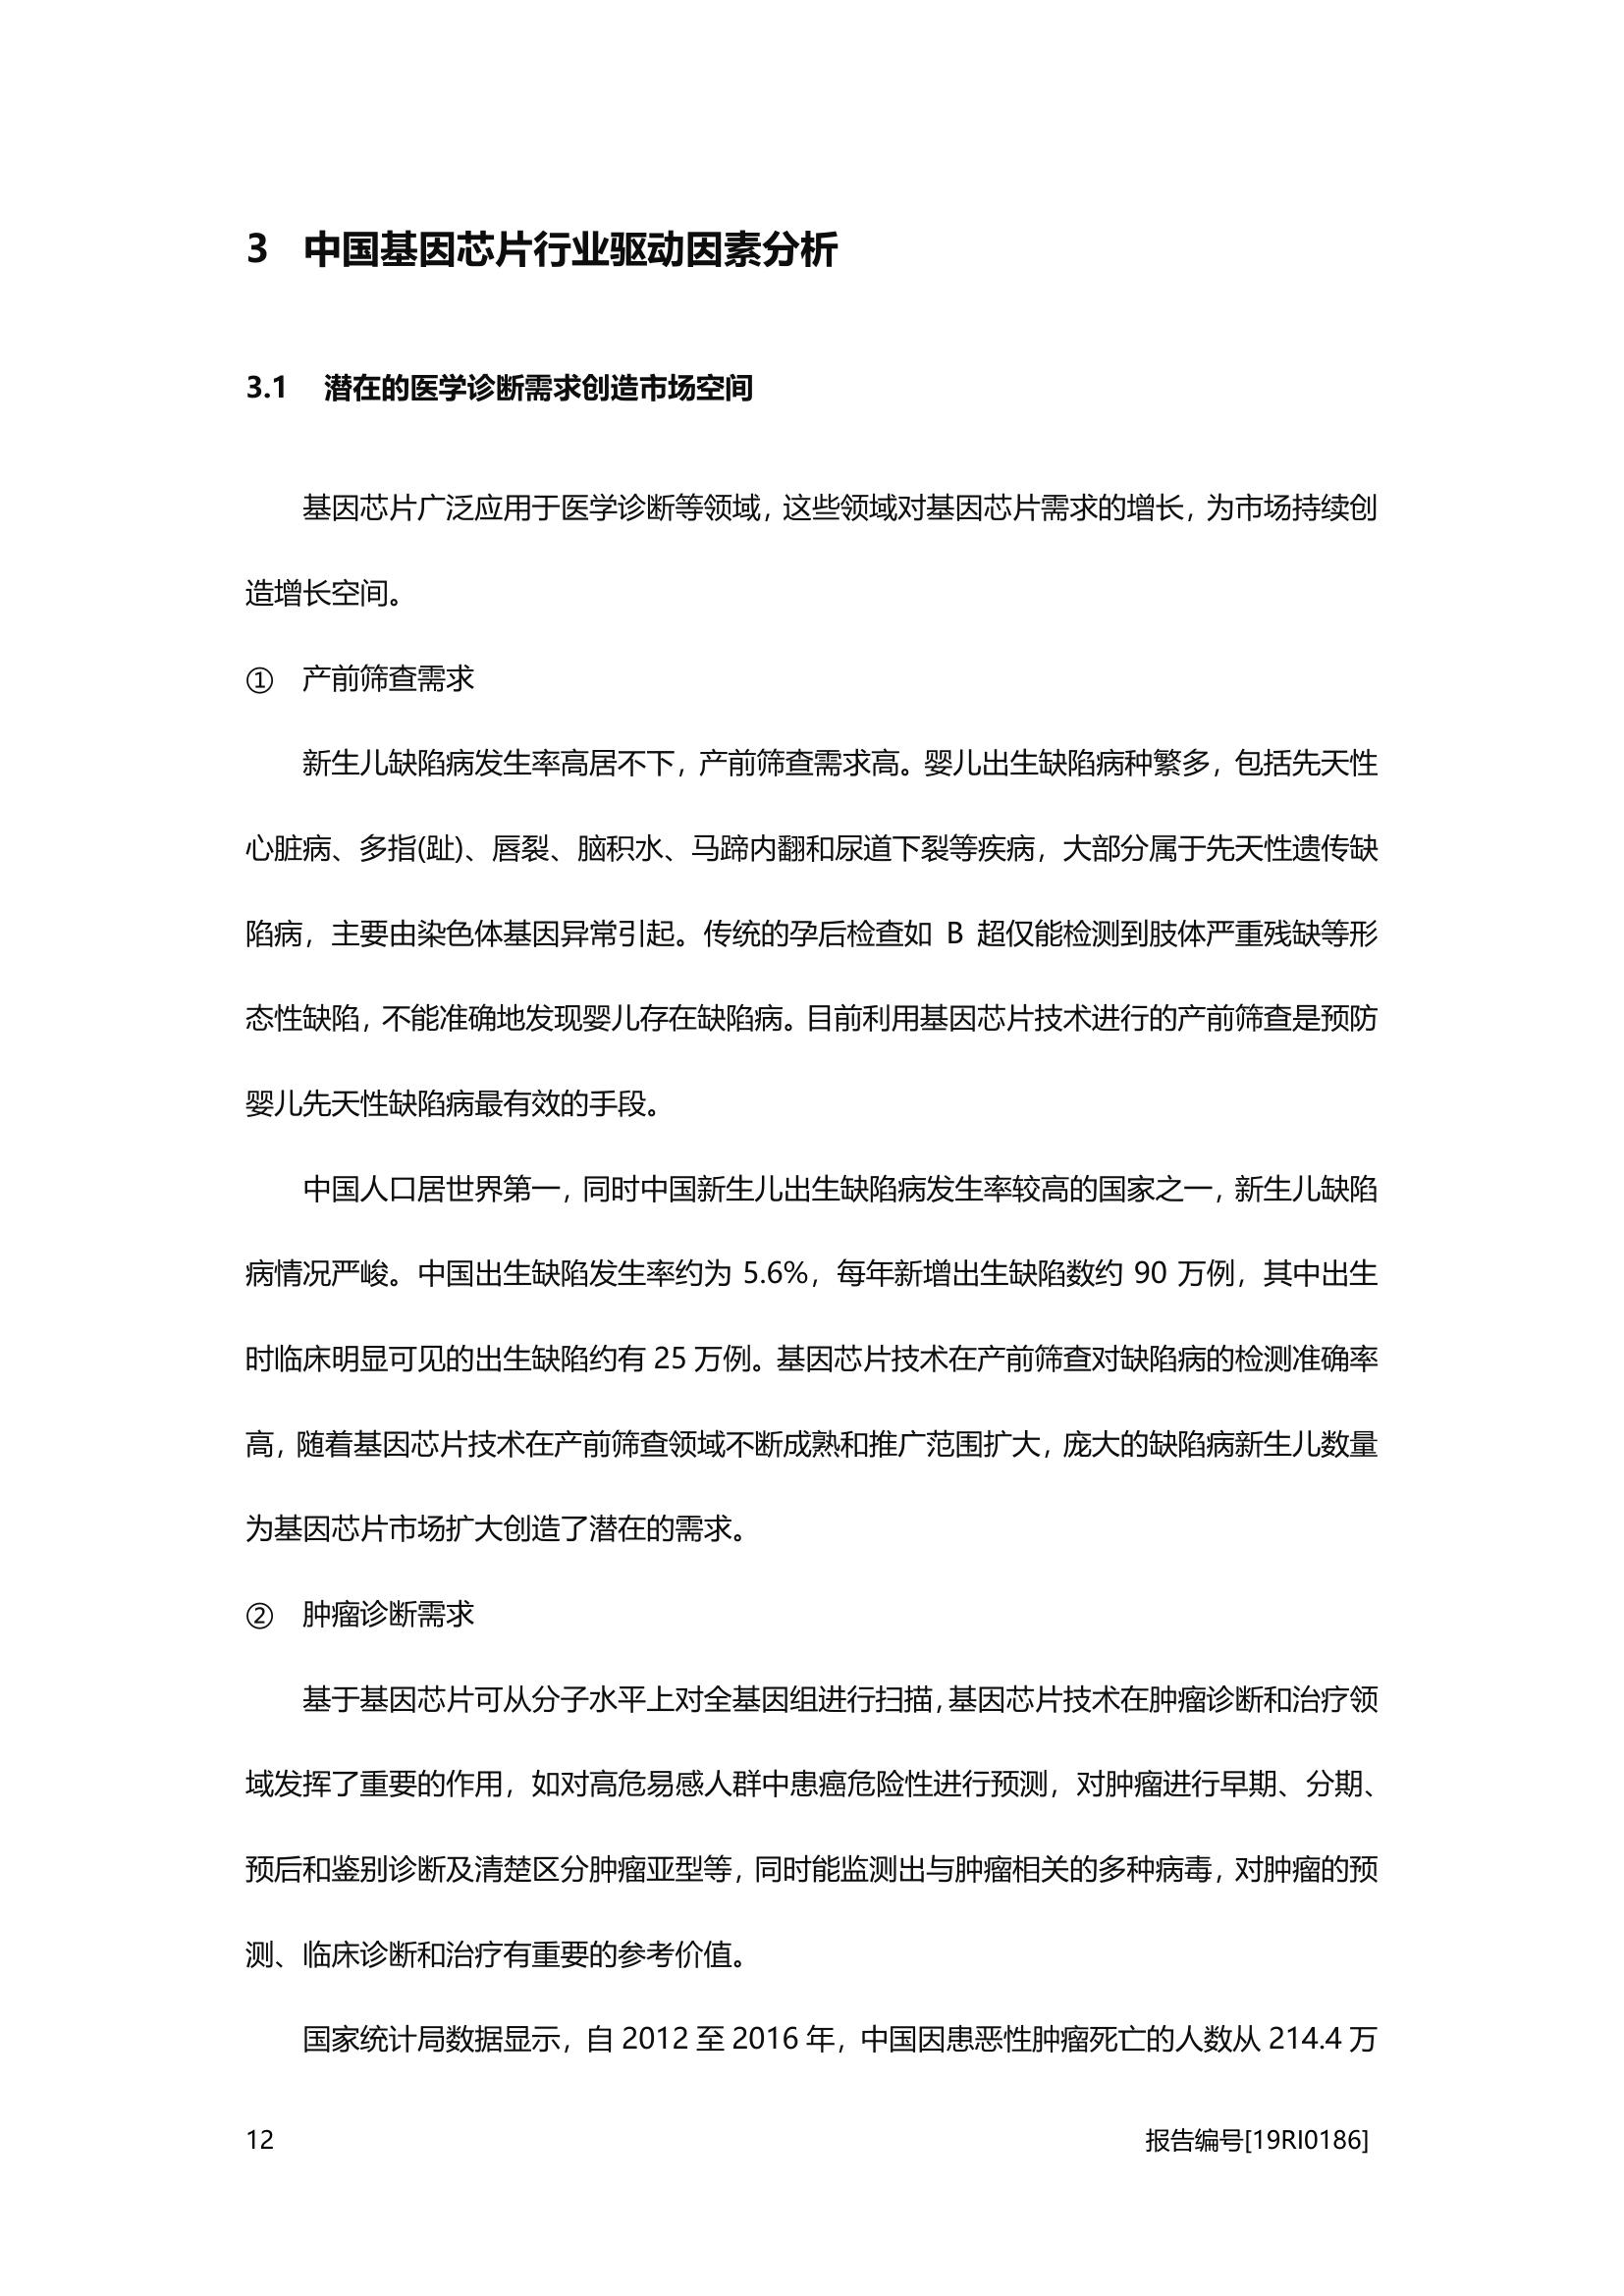 3 中国基因芯片行业驱动因素分析
3.1 潜在的医学诊断需求创造市场空间
基因芯片广泛应用于医学诊断等领域，这些领域对基因芯片需求的增长，为市场持续创
造增长空间。
① 产前筛查需求
新生儿缺陷病发生率高居不下，产前筛查需求高。婴儿出生缺陷病种繁多，包括先天性
心脏病、多指(趾)、唇裂、脑积水、马蹄内翻和尿道下裂等疾病，大部分属于先天性遗传缺
陷病，主要由染色体基因异常引起。传统的孕后检查如 B 超仅能检测到肢体严重残缺等形
态性缺陷，不能准确地发现婴儿存在缺陷病。目前利用基因芯片技术进行的产前筛查是预防
婴儿先天性缺陷病最有效的手段。
中国人口居世界第一，同时中国新生儿出生缺陷病发生率较高的国家之一，新生儿缺陷
病情况严峻。中国出生缺陷发生率约为 5.6%，每年新增出生缺陷数约 90 万例，其中出生
时临床明显可见的出生缺陷约有 25 万例。基因芯片技术在产前筛查对缺陷病的检测准确率
高，随着基因芯片技术在产前筛查领域不断成熟和推广范围扩大，庞大的缺陷病新生儿数量
为基因芯片市场扩大创造了潜在的需求。
② 肿瘤诊断需求
基于基因芯片可从分子水平上对全基因组进行扫描，基因芯片技术在肿瘤诊断和治疗领
域发挥了重要的作用，如对高危易感人群中患癌危险性进行预测，对肿瘤进行早期、分期、
预后和鉴别诊断及清楚区分肿瘤亚型等，同时能监测出与肿瘤相关的多种病毒，对肿瘤的预
测、临床诊断和治疗有重要的参考价值。
国家统计局数据显示，自 2012 至 2016 年，中国因患恶性肿瘤死亡的人数从 214.4 万
12 报告编号[19RI0186]